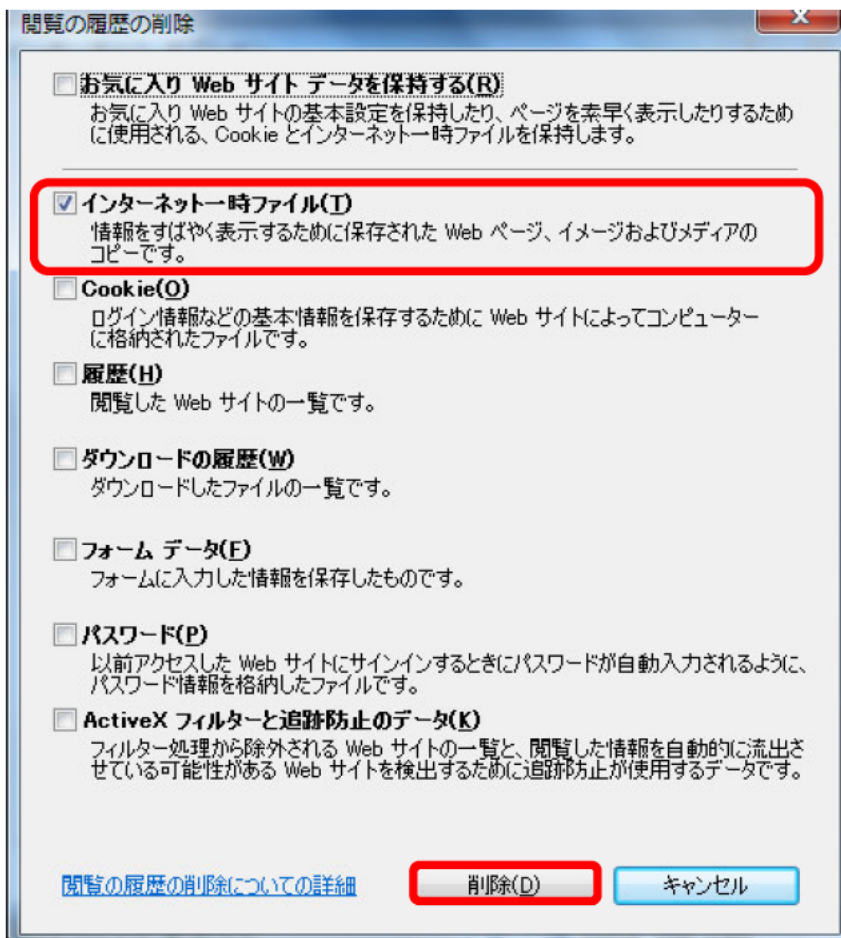 閲覧の履歴の削除
お気に入り Web サイト データを保持する(R)
お気に入り Web サイトの基本設定を保持したり、ページを素早く表示したりするため
に使用される、Cookie とインターネット一時ファイルを保持します。
インターネット一時ファイル(T)
情報をすばやく表示するために保存された Web ページ、イメージおよびメディアの
コピーです。
Cookie(O)
ログイン情報などの基本情報を保存するために Web サイトによってコンピューター
に格納されたファイルです。
履歴(H)
閲覧した Web サイトの一覧です。
ダウンロードの履歴(W)
ダウンロードしたファイルの一覧です。
フォーム データ(F)
フォームに入力した情報を保存したものです。
パスワード(P)
以前アクセスした Web サイトにサインインするときにパスワードが自動入力されるように、
パスワード情報を格納したファイルです。
ActiveX フィルターと追跡防止のデータ(K)
フィルター処理から除外される Web サイトの一覧と、閲覧した情報を自動的に流出さ
せている可能性がある Web サイトを検出するために追跡防止が使用するデータです。
閲覧の履歴の削除についての詳細
削除(D)
キャンセル